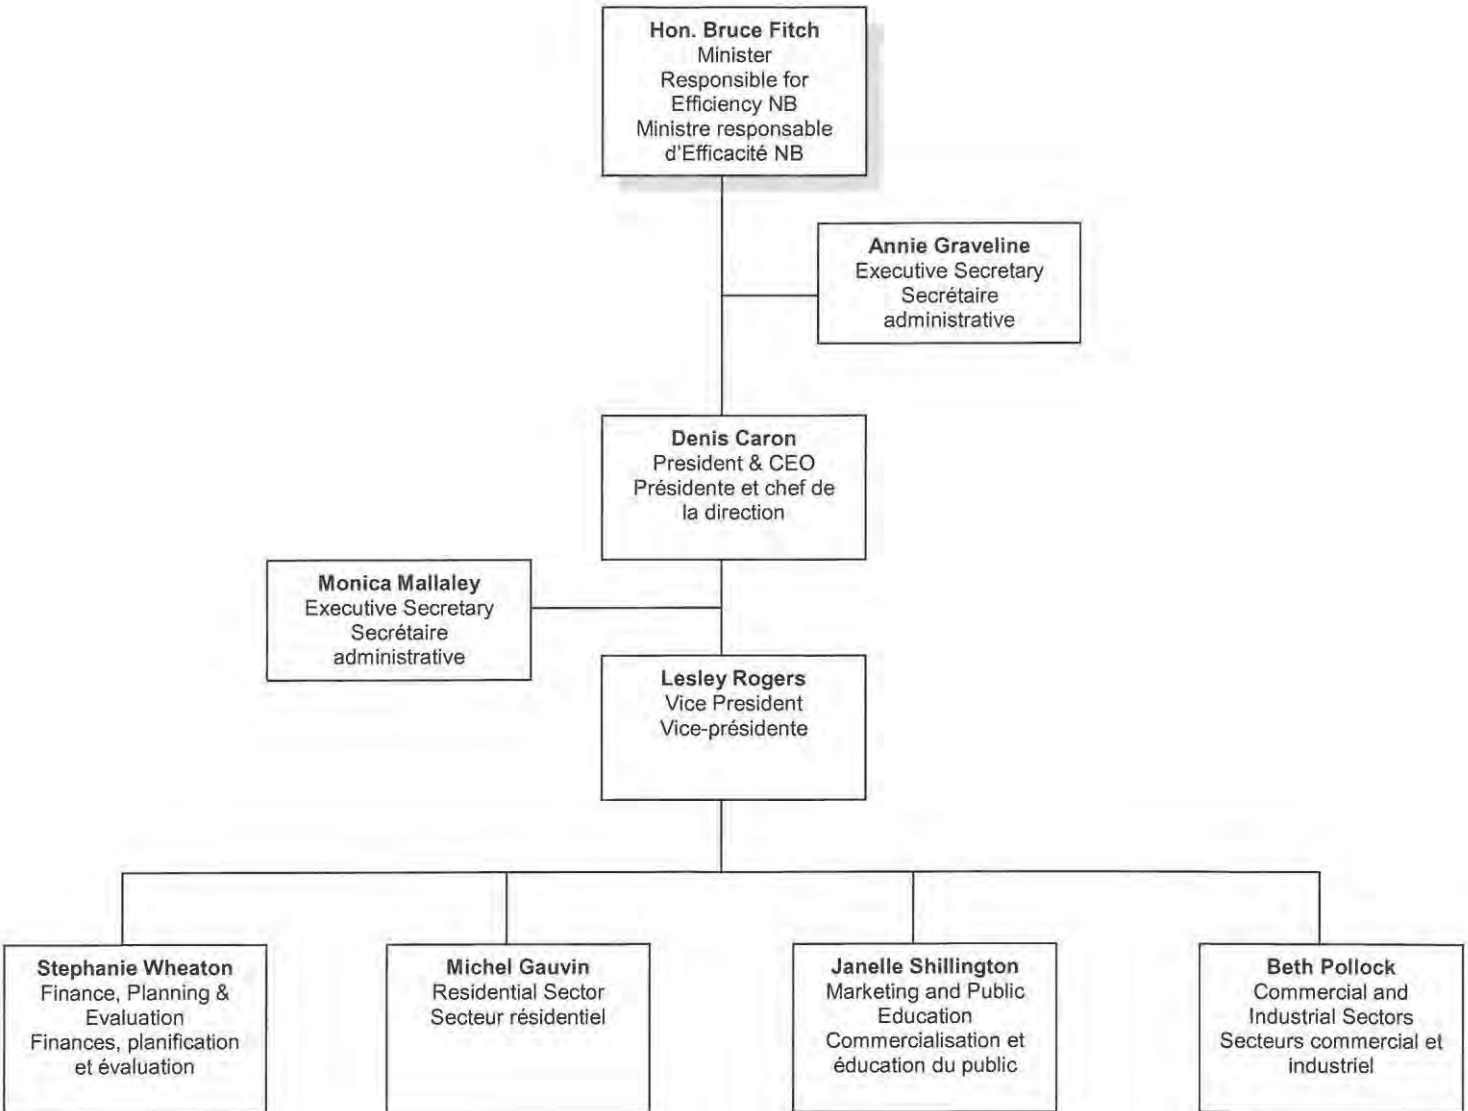 Hon. Bruce Fitch
Minister
Responsible for
Efficiency NB
Ministre responsable
d'Efficacité NB
Annie Graveline
Executive Secretary
Secrétaire
administrative
Denis Caron
President & CEO
Présidente et chef de
la direction
Monica Mallaley
Executive Secretary
Secrétaire
administrative
Lesley Rogers
Vice President
Vice-présidente
Stephanie Wheaton
Finance, Planning &
Evaluation
Finances, planification
et évaluation
Michel Gauvin
Residential Sector
Secteur résidentiel
Janelle Shillington
Marketing and Public
Education
Commercialisation et
éducation du public
Beth Pollock
Commercial and
Industrial Sectors
Secteurs commercial et
industriel